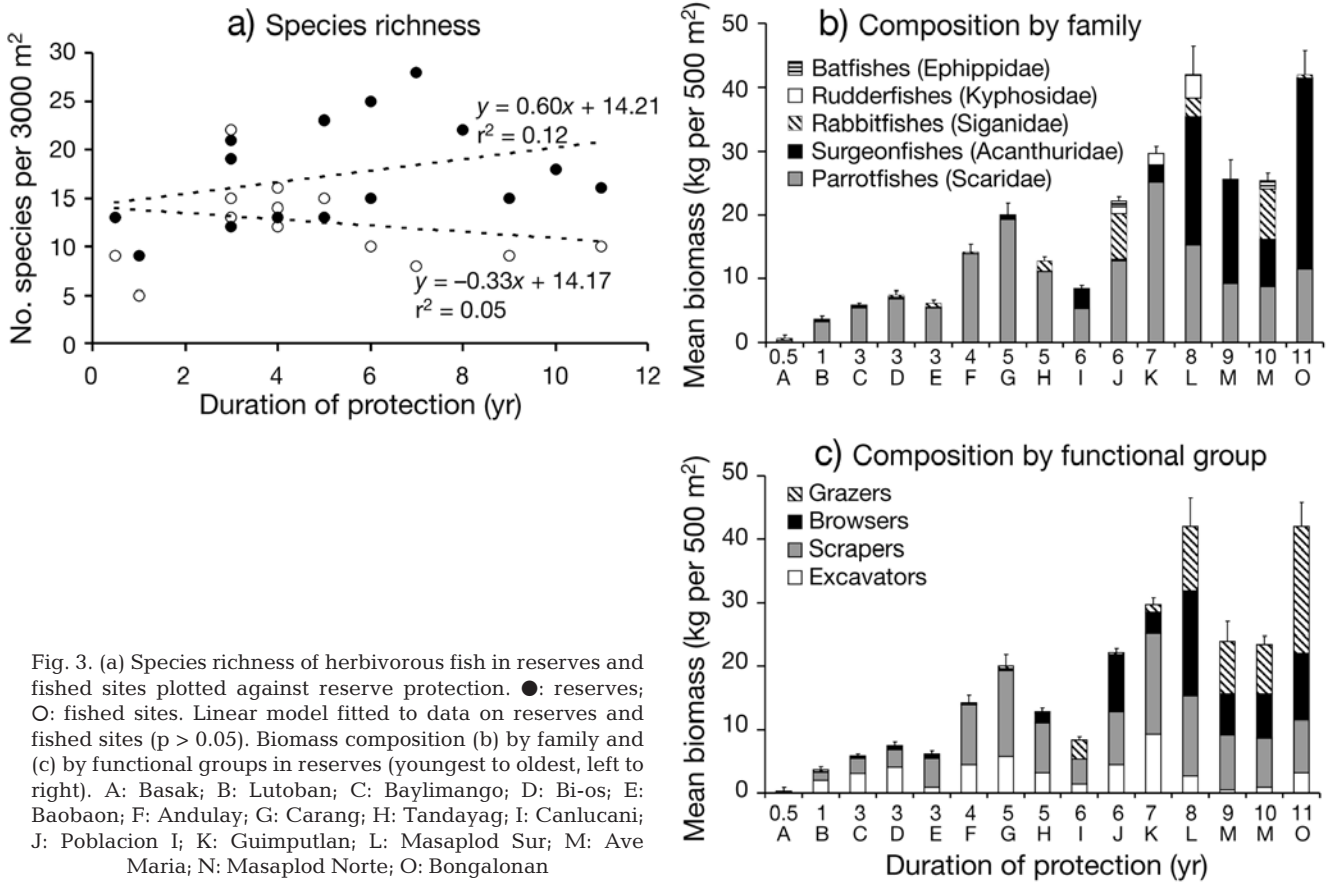 a) Species richness
No. species per 3000 m²
30
25
20
15
10
5
0
y = 0.60x + 14.21
r² = 0.12
y = –0.33x + 14.17
r² = 0.05
0 2 4 6 8 10 12
Duration of protection (yr)
b) Composition by family
Mean biomass (kg per 500 m²)
50
40
30
20
10
0
Batfishes (Ephippidae)
Rudderfishes (Kyphosidae)
Rabbitfishes (Siganidae)
Surgeonfishes (Acanthuridae)
Parrotfishes (Scaridae)
0.5 1 3 3 3 4 5 5 6 6 7 8 9 10 11
A B C D E F G H I J K L M M O
c) Composition by functional group
Mean biomass (kg per 500 m²)
50
40
30
20
10
0
Grazers
Browsers
Scrapers
Excavators
0.5 1 3 3 3 4 5 5 6 6 7 8 9 10 11
A B C D E F G H I J K L M M O
Duration of protection (yr)
Fig. 3. (a) Species richness of herbivorous fish in reserves and
fished sites plotted against reserve protection. ●: reserves;
○: fished sites. Linear model fitted to data on reserves and
fished sites (p > 0.05). Biomass composition (b) by family and
(c) by functional groups in reserves (youngest to oldest, left to
right). A: Basak; B: Lutoban; C: Baylimango; D: Bi-os; E:
Baobaon; F: Andulay; G: Carang; H: Tandayag; I: Canlucani;
J: Poblacion I; K: Guimputlan; L: Masaplod Sur; M: Ave
Maria; N: Masaplod Norte; O: Bongalonan